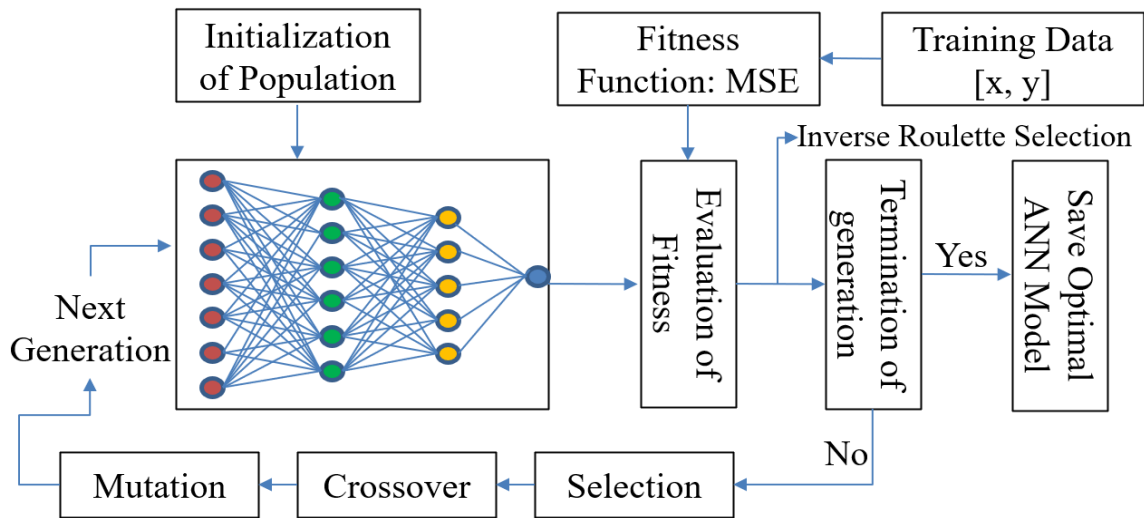 Initialization
of Population
Fitness
Function: MSE
Training Data
[x, y]
Inverse Roulette Selection
Evaluation of
Fitness
Termination of
generation
Yes
Save Optimal
ANN Model
Next
Generation
No
Mutation
Crossover
Selection